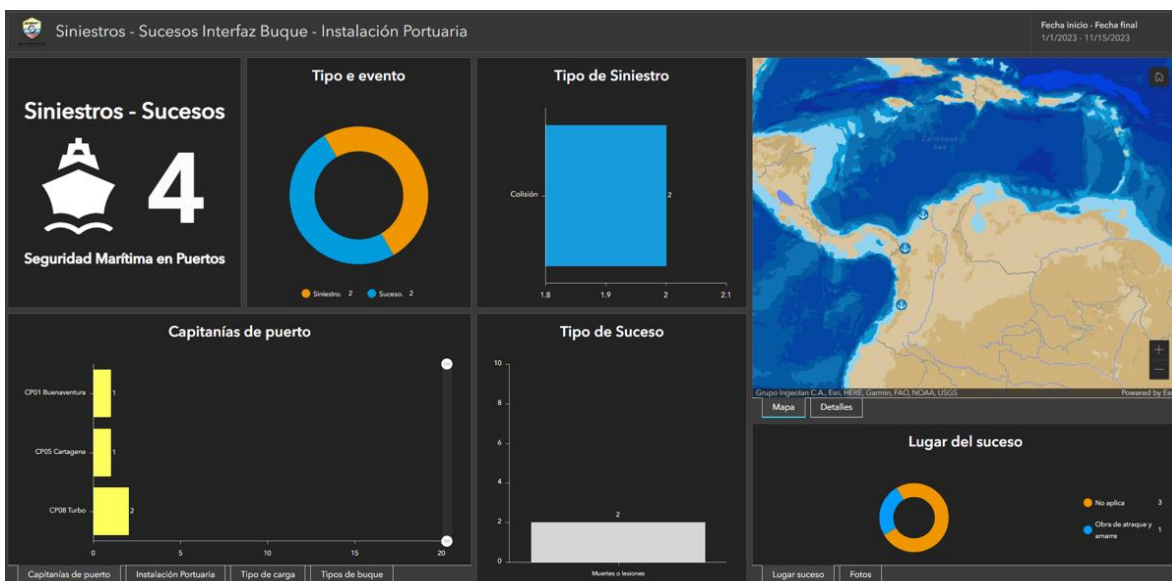 Siniestros - Sucesos Interfaz Buque - Instalación Portuaria
Fecha inicio - Fecha final
1/1/2023 - 11/15/2023
Siniestros - Sucesos
4
Seguridad Marítima en Puertos
Tipo e evento
Siniestro. 2
Suceso. 2
Tipo de Siniestro
Colisión
2
1.8
1.9
2
2.1
Caribbean
Sea
Grupo Ingeolan C.A., Esri, HERE, Garmin, FAO, NOAA, USGS
Powered by Esri
Mapa
Detalles
Capitanías de puerto
CP01 Buenaventura
1
CP05 Cartagena
1
CP08 Turbo
2
0
5
10
15
20
Capitanías de puerto
Instalación Portuaria
Tipo de carga
Tipos de buque
Tipo de Suceso
10
8
6
4
2
0
2
Muertes o lesiones
Lugar del suceso
No aplica 3
Obra de atraque y
amarre 1
Lugar suceso
Fotos